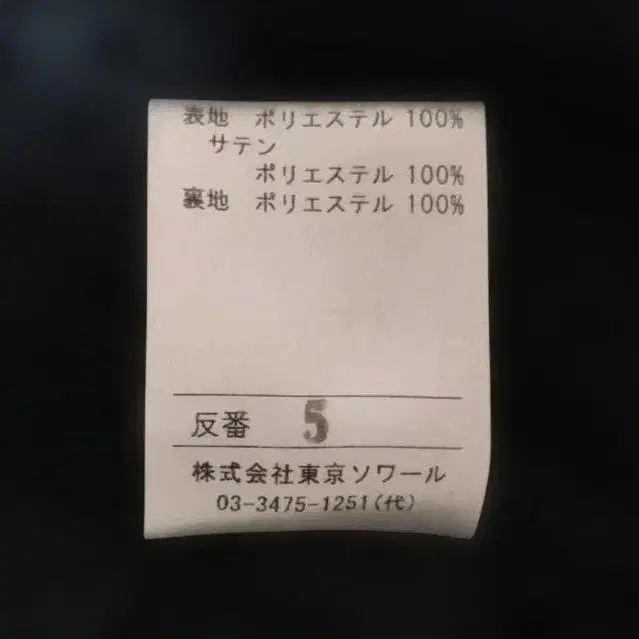 表地 ポリエステル 100%
サテン
ポリエステル 100%
裏地 ポリエステル 100%
反番 5
株式会社東京ソワール
03-3475-1251(代)